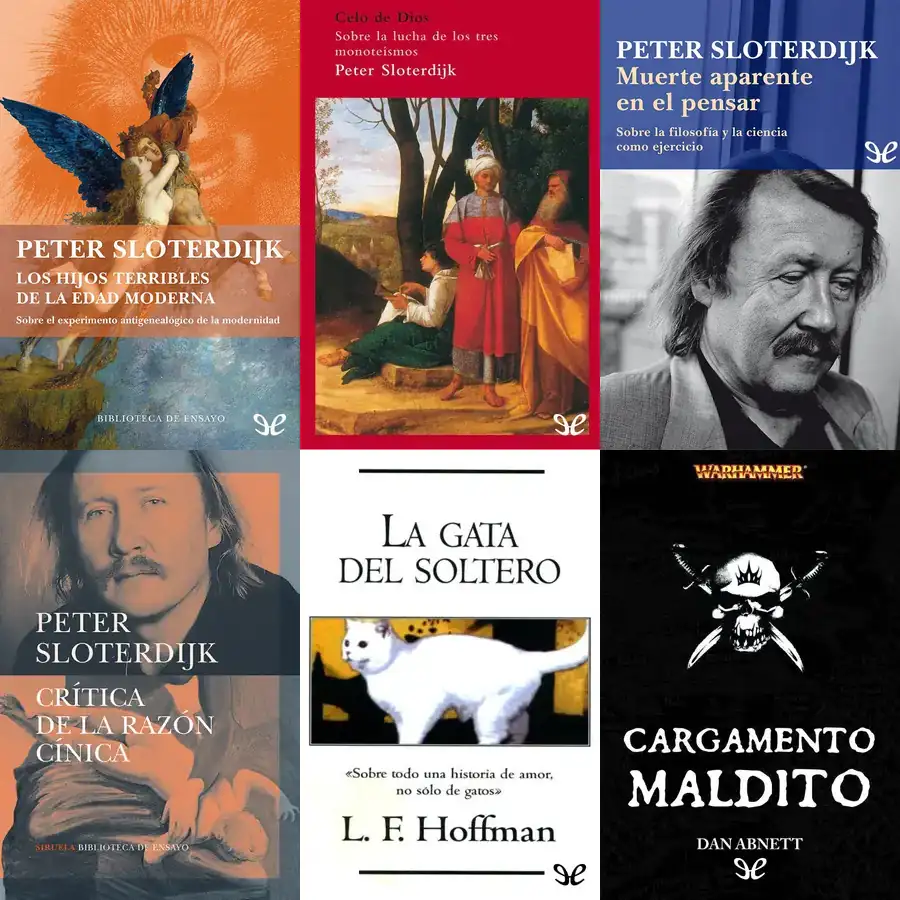 PETER SLOTERDIJK
LOS HIJOS TERRIBLES
DE LA EDAD MODERNA
Sobre el experimento antigenealógico de la modernidad
BIBLIOTECA DE ENSAYO
Celo de Dios
Sobre la lucha de los tres
monoteísmos
Peter Sloterdijk
PETER SLOTERDIJK
Muerte aparente
en el pensar
Sobre la filosofía y la ciencia
como ejercicio
PETER
SLOTERDIJK
CRÍTICA
DE LA RAZÓN
CÍNICA
SIRUELA BIBLIOTECA DE ENSAYO
LA GATA
DEL SOLTERO
«Sobre todo una historia de amor,
no sólo de gatos»
L. F. Hoffman
WARHAMMER
CARGAMENTO
MALDITO
DAN ABNETT